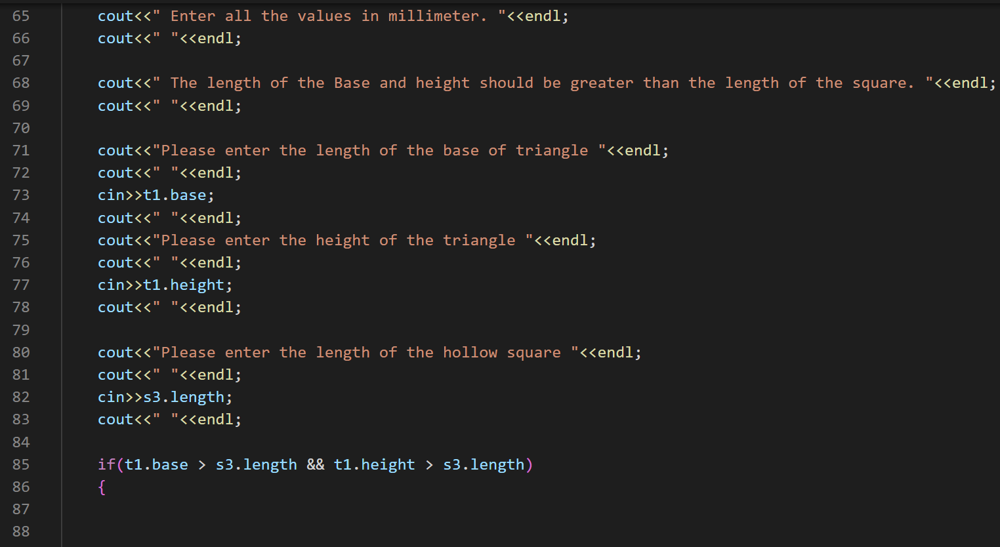 65 cout<<" Enter all the values in millimeter. "<<endl;
66 cout<<" "<<endl;
67
68 cout<<" The length of the Base and height should be greater than the length of the square. "<<endl;
69 cout<<" "<<endl;
70
71 cout<<"Please enter the length of the base of triangle "<<endl;
72 cout<<" "<<endl;
73 cin>>t1.base;
74 cout<<" "<<endl;
75 cout<<"Please enter the height of the triangle "<<endl;
76 cout<<" "<<endl;
77 cin>>t1.height;
78 cout<<" "<<endl;
79
80 cout<<"Please enter the length of the hollow square "<<endl;
81 cout<<" "<<endl;
82 cin>>s3.length;
83 cout<<" "<<endl;
84
85 if(t1.base > s3.length && t1.height > s3.length)
86 {
87
88